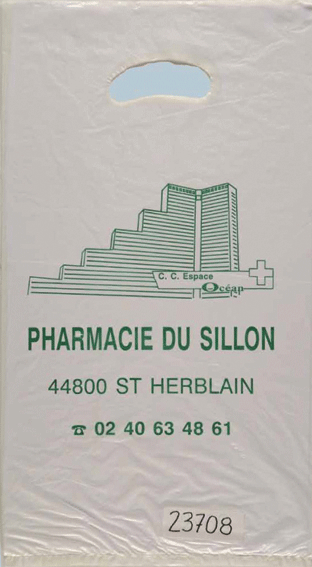 C. C. Espace
Océan
PHARMACIE DU SILLON
44800 ST HERBLAIN
☎ 02 40 63 48 61
23708